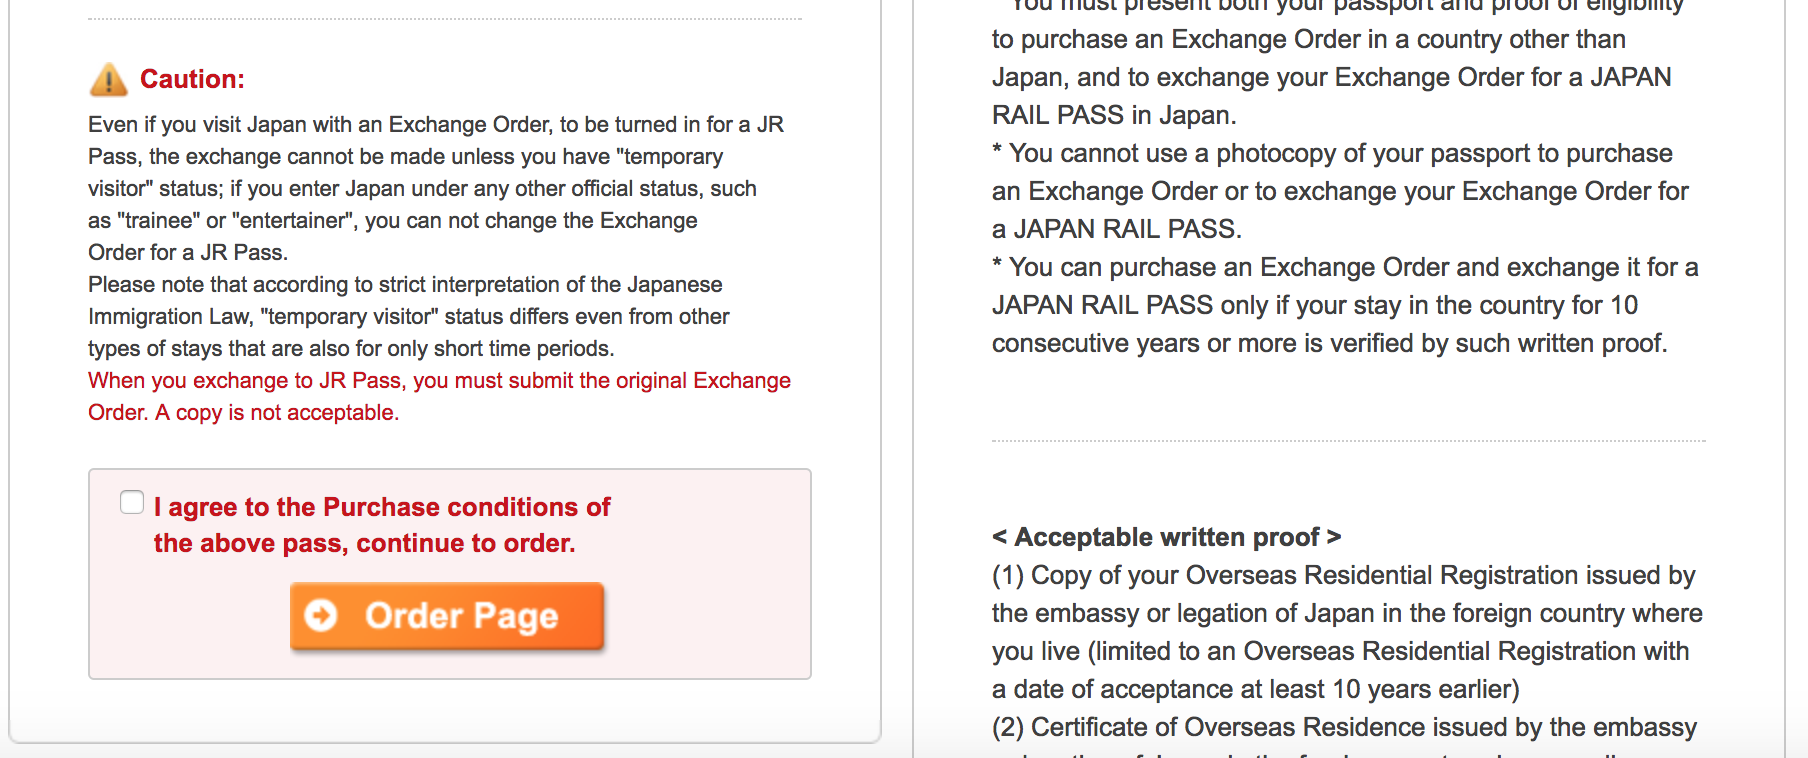 Caution:
Even if you visit Japan with an Exchange Order, to be turned in for a JR
Pass, the exchange cannot be made unless you have "temporary
visitor" status; if you enter Japan under any other official status, such
as "trainee" or "entertainer", you can not change the Exchange
Order for a JR Pass.
Please note that according to strict interpretation of the Japanese
Immigration Law, "temporary visitor" status differs even from other
types of stays that are also for only short time periods.
When you exchange to JR Pass, you must submit the original Exchange
Order. A copy is not acceptable.
I agree to the Purchase conditions of
the above pass, continue to order.
Order Page
You must present both your passport and proof of eligibility
to purchase an Exchange Order in a country other than
Japan, and to exchange your Exchange Order for a JAPAN
RAIL PASS in Japan.
* You cannot use a photocopy of your passport to purchase
an Exchange Order or to exchange your Exchange Order for
a JAPAN RAIL PASS.
* You can purchase an Exchange Order and exchange it for a
JAPAN RAIL PASS only if your stay in the country for 10
consecutive years or more is verified by such written proof.
< Acceptable written proof >
(1) Copy of your Overseas Residential Registration issued by
the embassy or legation of Japan in the foreign country where
you live (limited to an Overseas Residential Registration with
a date of acceptance at least 10 years earlier)
(2) Certificate of Overseas Residence issued by the embassy